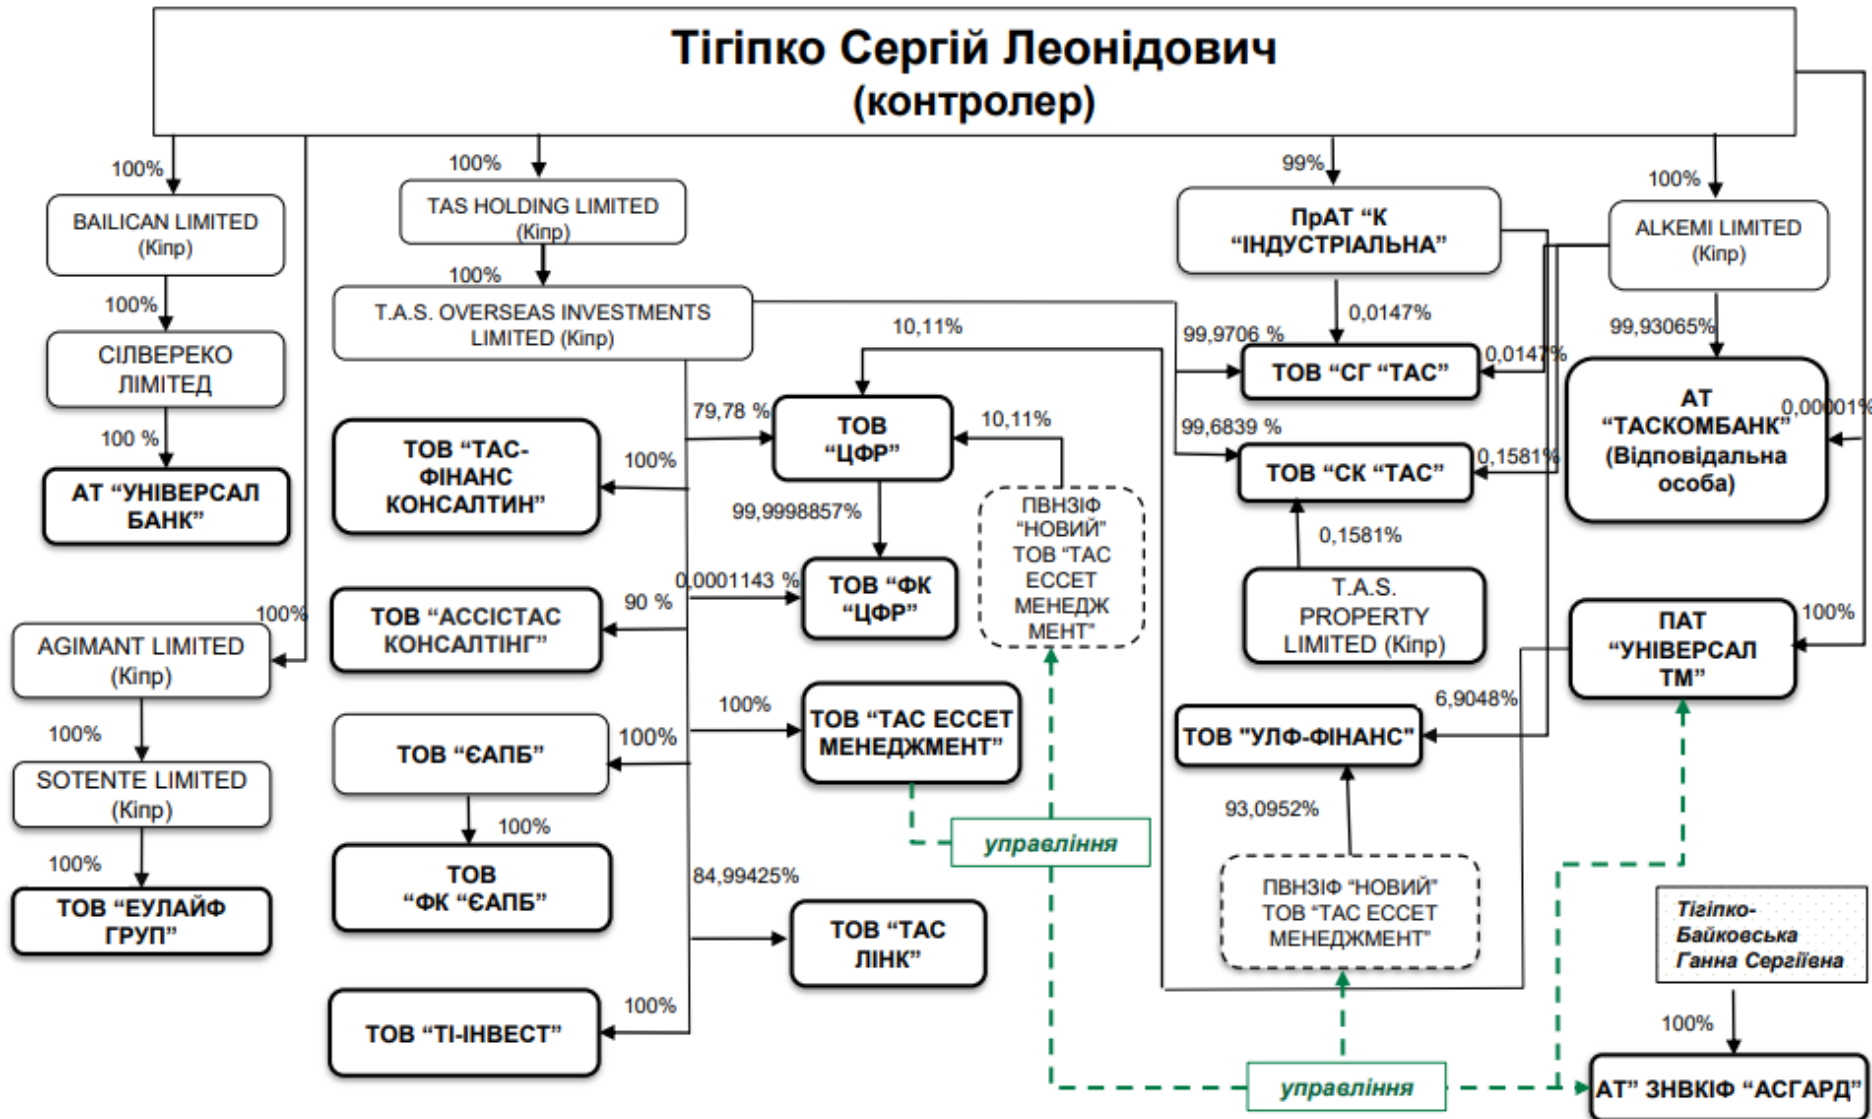 Тігіпко Сергій Леонідович
(контролер)
100%
100%
99%
100%
BAILICAN LIMITED
(Кіпр)
TAS HOLDING LIMITED
(Кіпр)
ПрАТ “К
“ІНДУСТРІАЛЬНА”
ALKEMI LIMITED
(Кіпр)
100%
100%
T.A.S. OVERSEAS INVESTMENTS
LIMITED (Кіпр)
10,11%
0,0147%
99,9706 %
99,93065%
СІЛВЕРЕКО
ЛІМІТЕД
ТОВ “СГ “ТАС”
0,0147%
АТ
“ТАСКОМБАНК”
(Відповідальна
особа)
0,00001%
100 %
79,78 %
ТОВ
“ЦФР”
10,11%
99,6839 %
ТОВ “ТАС-
ФІНАНС
КОНСАЛТИН”
100%
ТОВ “СК “ТАС”
0,1581%
АТ “УНІВЕРСАЛ
БАНК”
99,9998857%
ПВНЗІФ
“НОВИЙ”
ТОВ “ТАС
ЕССЕТ
МЕНЕДЖ
МЕНТ”
0,1581%
0,0001143 %
ТОВ “ФК
“ЦФР”
T.A.S.
PROPERTY
LIMITED (Кіпр)
100%
90 %
ТОВ “АССІСТАС
КОНСАЛТІНГ”
ПАТ
“УНІВЕРСАЛ
ТМ”
100%
AGIMANT LIMITED
(Кіпр)
100%
100%
ТОВ “ТАС ЕССЕТ
МЕНЕДЖМЕНТ”
6,9048%
ТОВ "УЛФ-ФІНАНС"
100%
ТОВ “ЄАПБ”
100%
SOTENTE LIMITED
(Кіпр)
93,0952%
100%
управління
100%
ТОВ
“ФК “ЄАПБ”
84,99425%
ПВНЗІФ “НОВИЙ”
ТОВ “ТАС ЕССЕТ
МЕНЕДЖМЕНТ”
Тігіпко-
Байковська
Ганна Сергіївна
ТОВ “ЕУЛАЙФ
ГРУП”
ТОВ “ТАС
ЛІНК”
100%
ТОВ “ТІ-ІНВЕСТ”
100%
управління
АТ” ЗНВКІФ “АСГАРД”